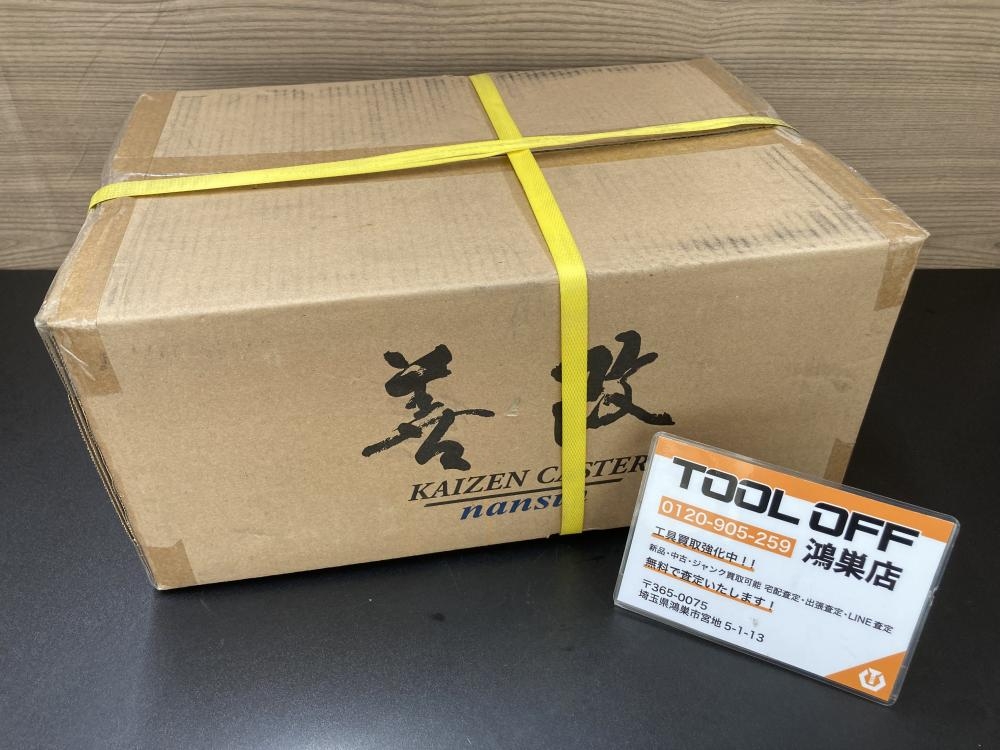 善改
KAIZEN CASTER
nansin
TOOL OFF
0120-905-259
鴻巣店
工具買取強化中!!
新品・中古・ジャンク買取可能 宅配査定・出張査定・LINE査定
無料で査定いたします!
〒365-0075
埼玉県鴻巣市宮地 5-1-13